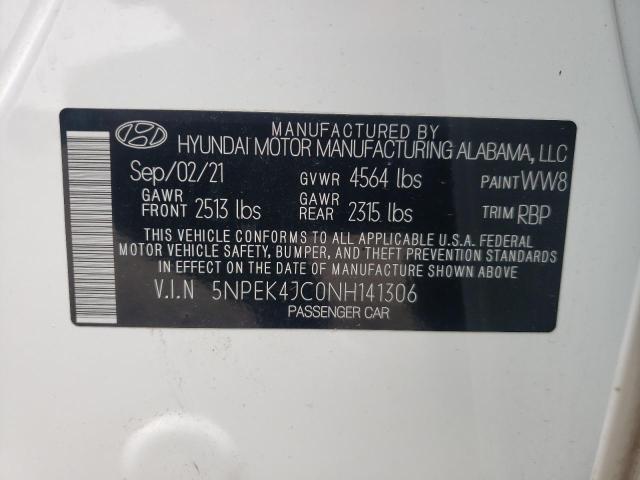 MANUFACTURED BY
HYUNDAI MOTOR MANUFACTURING ALABAMA, LLC
Sep/02/21 GVWR 4564 lbs PAINT WW8
GAWR FRONT 2513 lbs GAWR REAR 2315 lbs TRIM RBP
THIS VEHICLE CONFORMS TO ALL APPLICABLE U.S.A. FEDERAL
MOTOR VEHICLE SAFETY, BUMPER, AND THEFT PREVENTION
STANDARDS IN EFFECT ON THE DATE OF MANUFACTURE SHOWN ABOVE
V.I.N 5NPEK4JC0NH141306
PASSENGER CAR